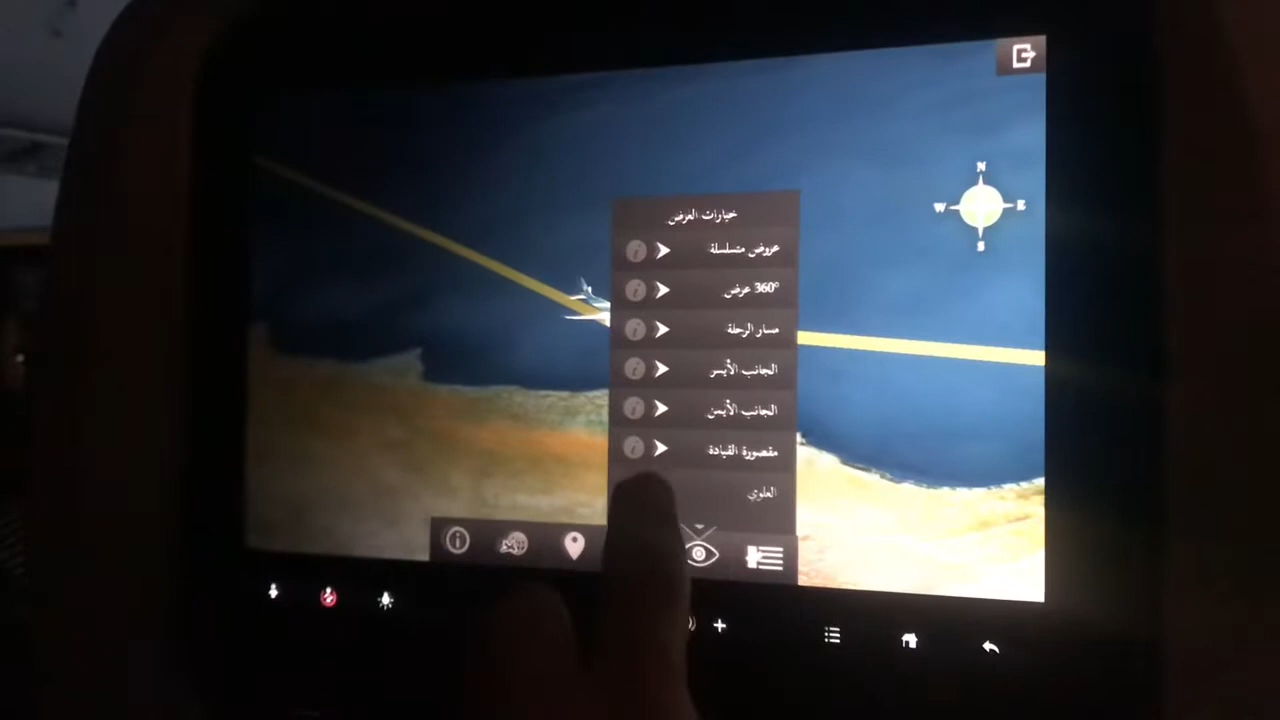 N
W E
S
خيارات العرض
عروض متسلسلة
360° عرض
مسار الرحلة
الجانب الأيسر
الجانب الأيمن
مقصورة القيادة
العلوي